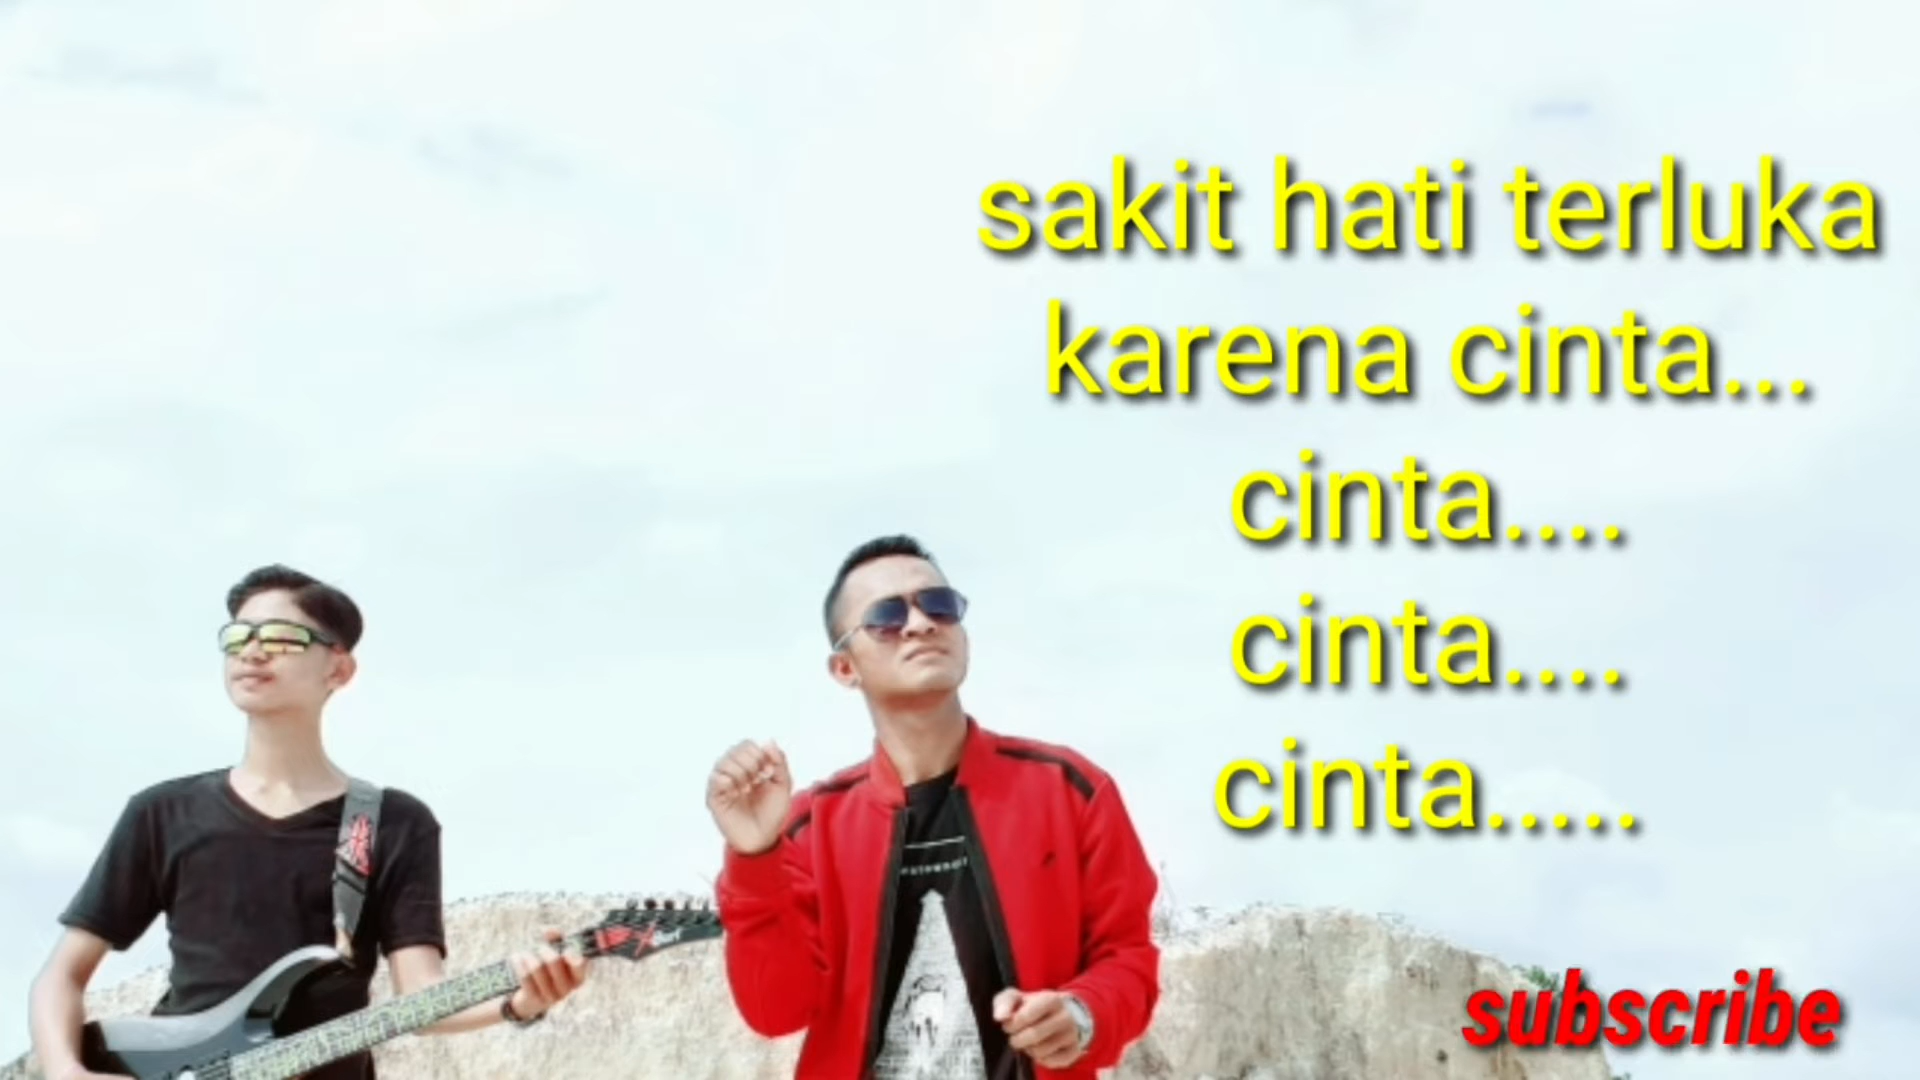 sakit hati terluka
karena cinta...
cinta....
cinta....
cinta.....
subscribe